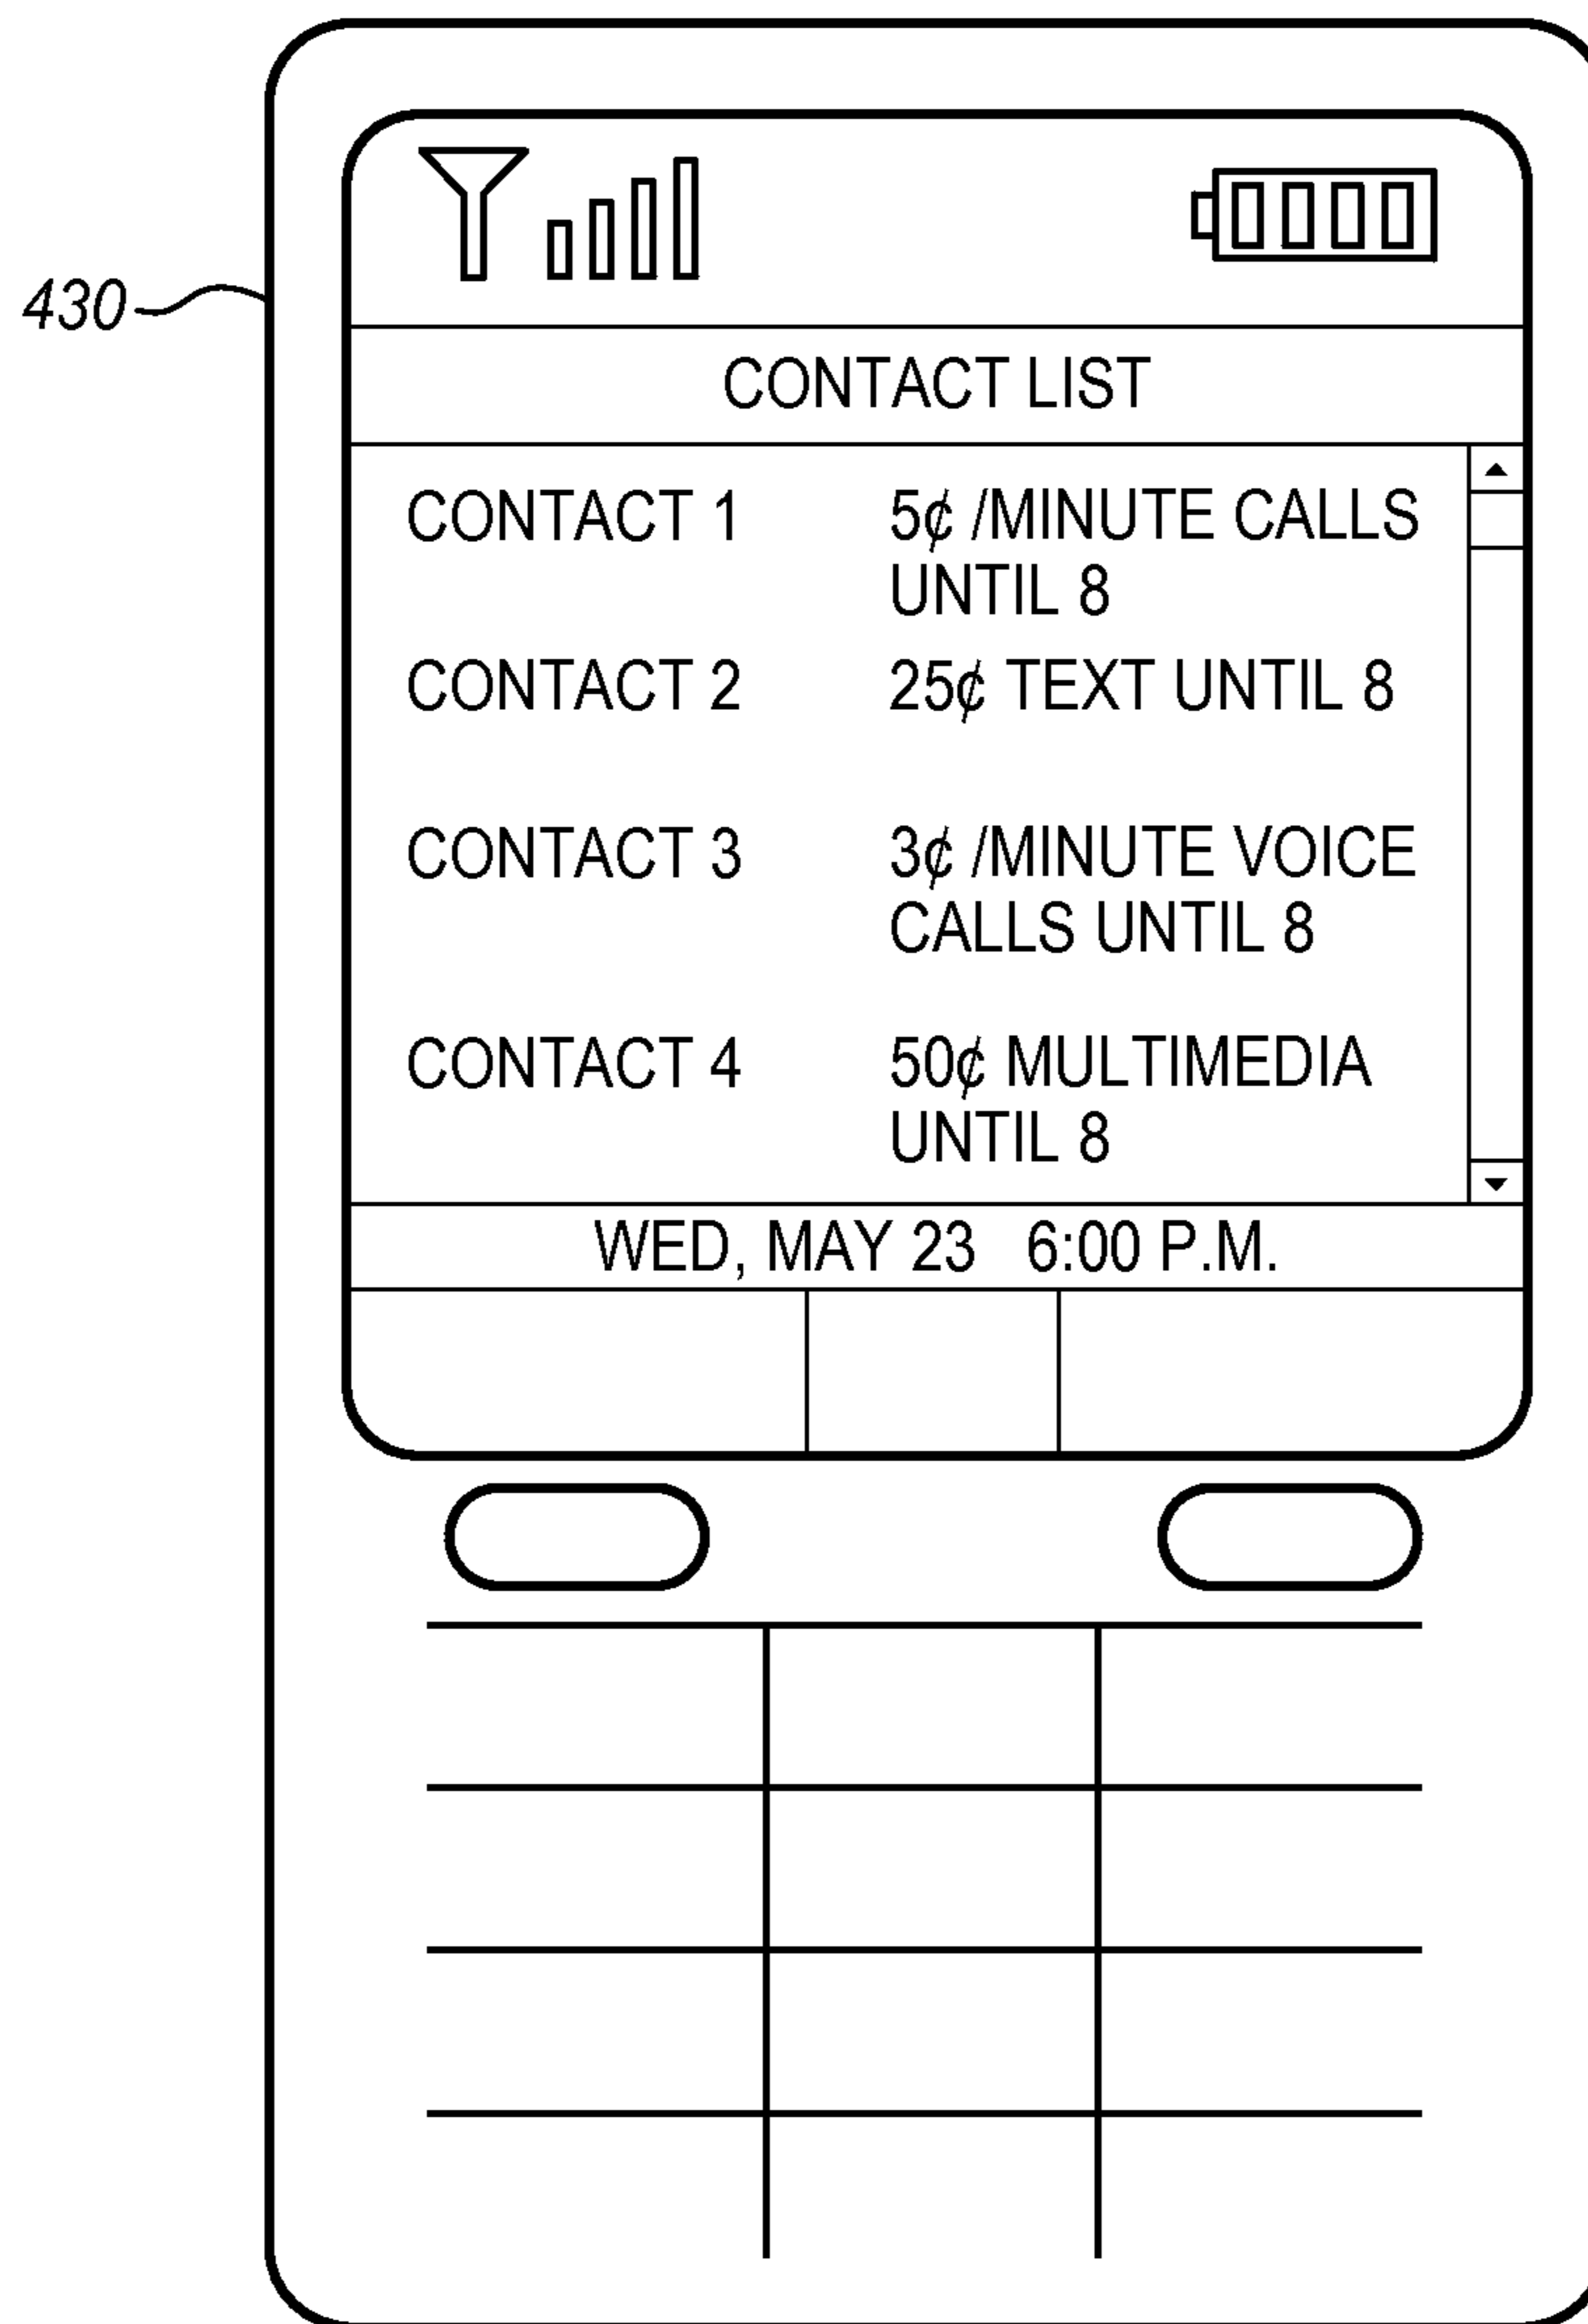 430
CONTACT LIST
CONTACT 1 5¢ /MINUTE CALLS
UNTIL 8
CONTACT 2 25¢ TEXT UNTIL 8
CONTACT 3 3¢ /MINUTE VOICE
CALLS UNTIL 8
CONTACT 4 50¢ MULTIMEDIA
UNTIL 8
WED, MAY 23 6:00 P.M.